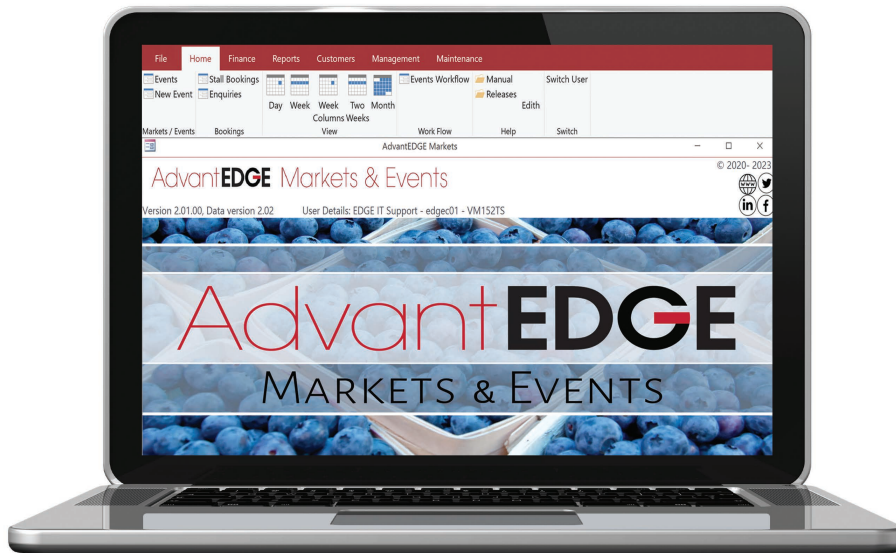 File Home Finance Reports Customers Management Maintenance
Events Stall Bookings Events Workflow Manual Switch User
New Event Enquiries Releases
Day Week Week Two Month Edith
Columns Weeks
Markets / Events Bookings View Work Flow Help Switch
AdvantEDGE Markets
© 2020- 2023
AdvantEDGE Markets & Events
www
in f
Version 2.01.00, Data version 2.02 User Details: EDGE IT Support - edgec01 - VM152TS
AdvantEDGE
MARKETS & EVENTS